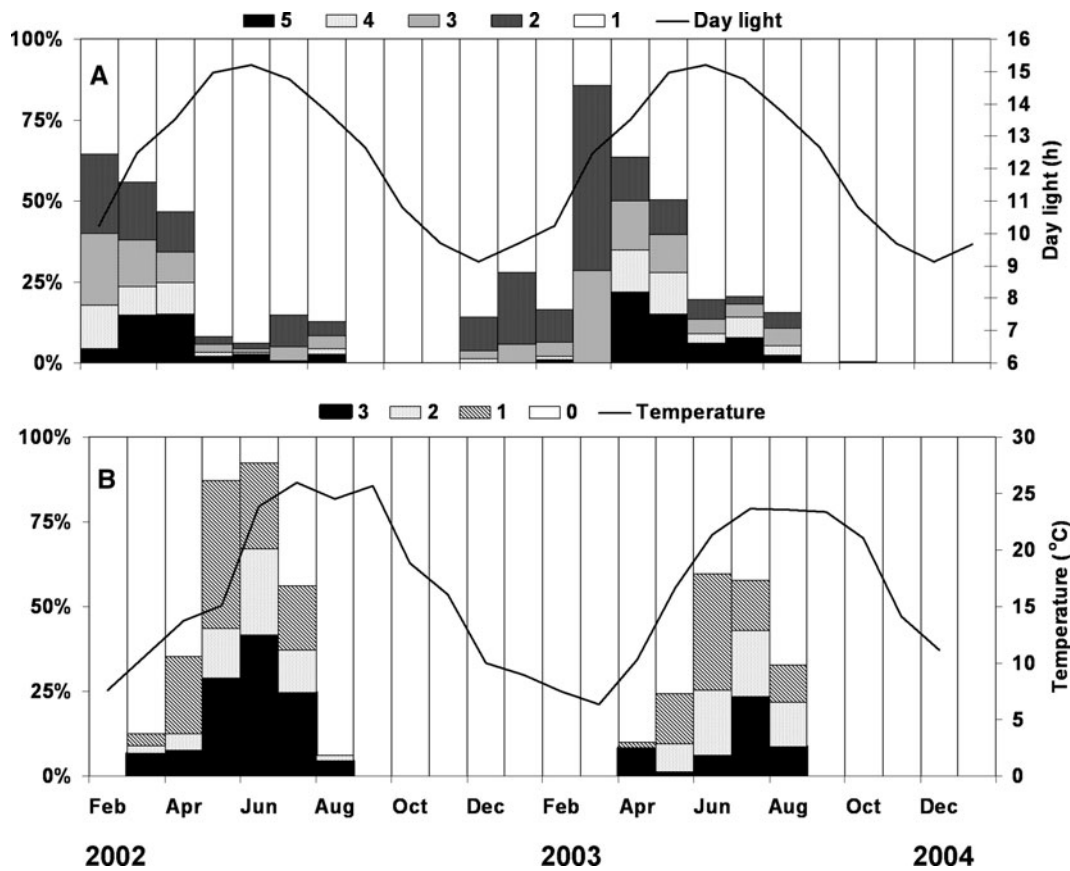 5 4 3 2 1 Day light
100% 16
A 15
75% 14
13
50% 12
11
25% 10
9
8
7
0% 6
Day light (h)
3 2 1 0 Temperature
100% 30
B 25
75%
20
50% 15
10
25%
5
0% 0
Temperature (°C)
Feb Apr Jun Aug Oct Dec Feb Apr Jun Aug Oct Dec
2002 2003 2004